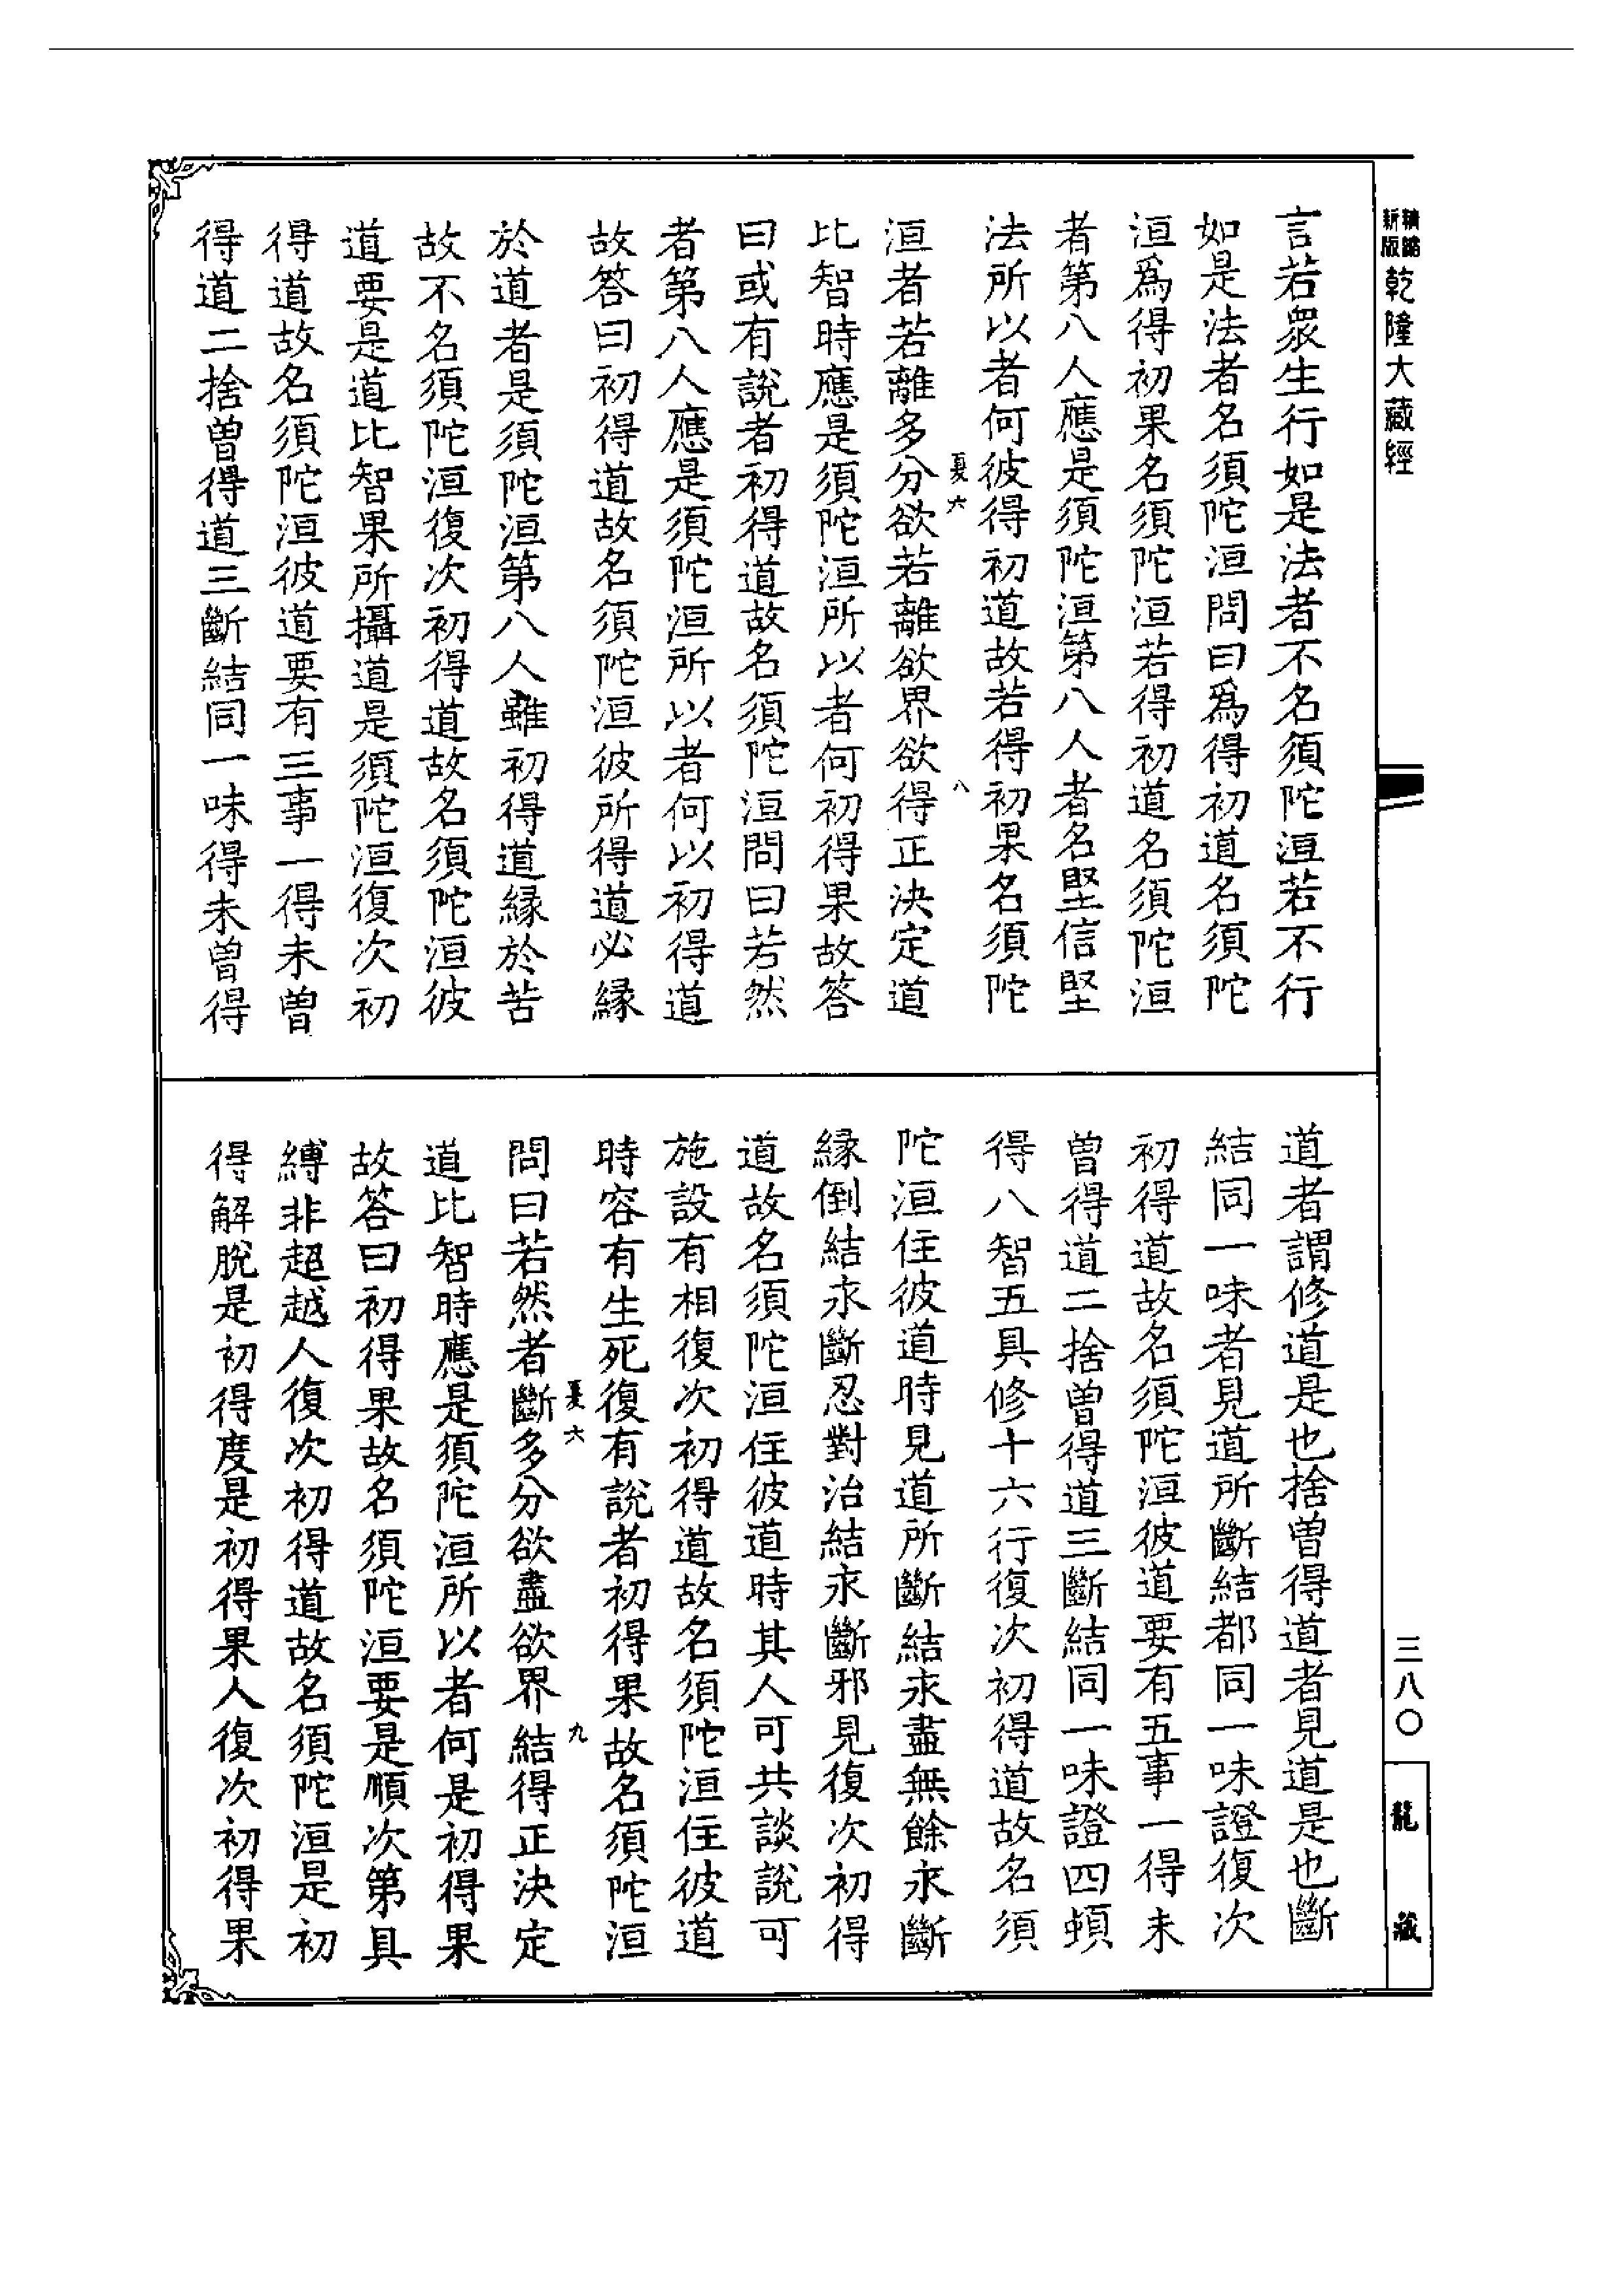 精縮新版 乾隆大藏經
言若眾生行如是法者不名須陀洹若不行
如是法者名須陀洹問曰爲得初道名須陀
洹爲得初果名須陀洹若得初道名須陀洹
者第八人應是須陀洹第八人者名堅信堅
法所以者何彼得初道故若得初果名須陀
夏六 八
洹者若離多分欲若離欲界欲得正決定道
比智時應是須陀洹所以者何初得果故答
曰或有說者初得道故名須陀洹問曰若然
者第八人應是須陀洹所以者何以初得道
故答曰初得道故名須陀洹彼所得道必縁
於道者是須陀洹第八人雖初得道縁於苦
故不名須陀洹復次初得道故名須陀洹彼
道要是道比智果所攝道是須陀洹復次初
得道故名須陀洹彼道要有三事一得未曾
得道二捨曾得道三斷結同一味得未曾得
道者謂修道是也捨曾得道者見道是也斷
結同一味者見道所斷結都同一味證復次
初得道故名須陀洹彼道要有五事一得未
曾得道二捨曾得道三斷結同一味證四頓
得八智五具修十六行復次初得道故名須
陀洹住彼道時見道所斷結永盡無餘永斷
縁倒結永斷忍對治結永斷邪見復次初得
道故名須陀洹住彼道時其人可共談說可
施設有相復次初得道故名須陀洹住彼道
時容有生死復有說者初得果故名須陀洹
夏六 九
問曰若然者斷多分欲盡欲界結得正決定
道比智時應是須陀洹所以者何是初得果
故答曰初得果故名須陀洹要是順次第具
縛非超越人復次初得道故名須陀洹是初
得解脫是初得度是初得果人復次初得果
三八〇
龍藏